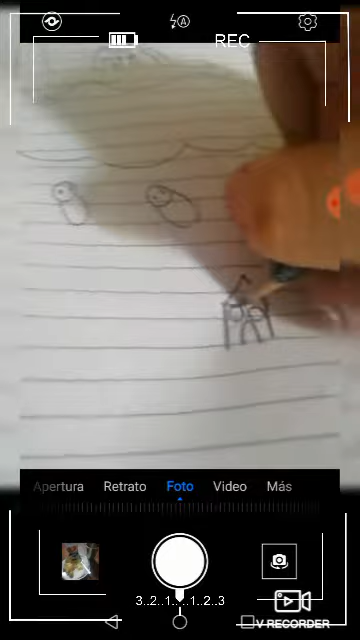 REC
Apertura Retrato Foto Video Más
3..2..1.....1..2..3
V RECORDER